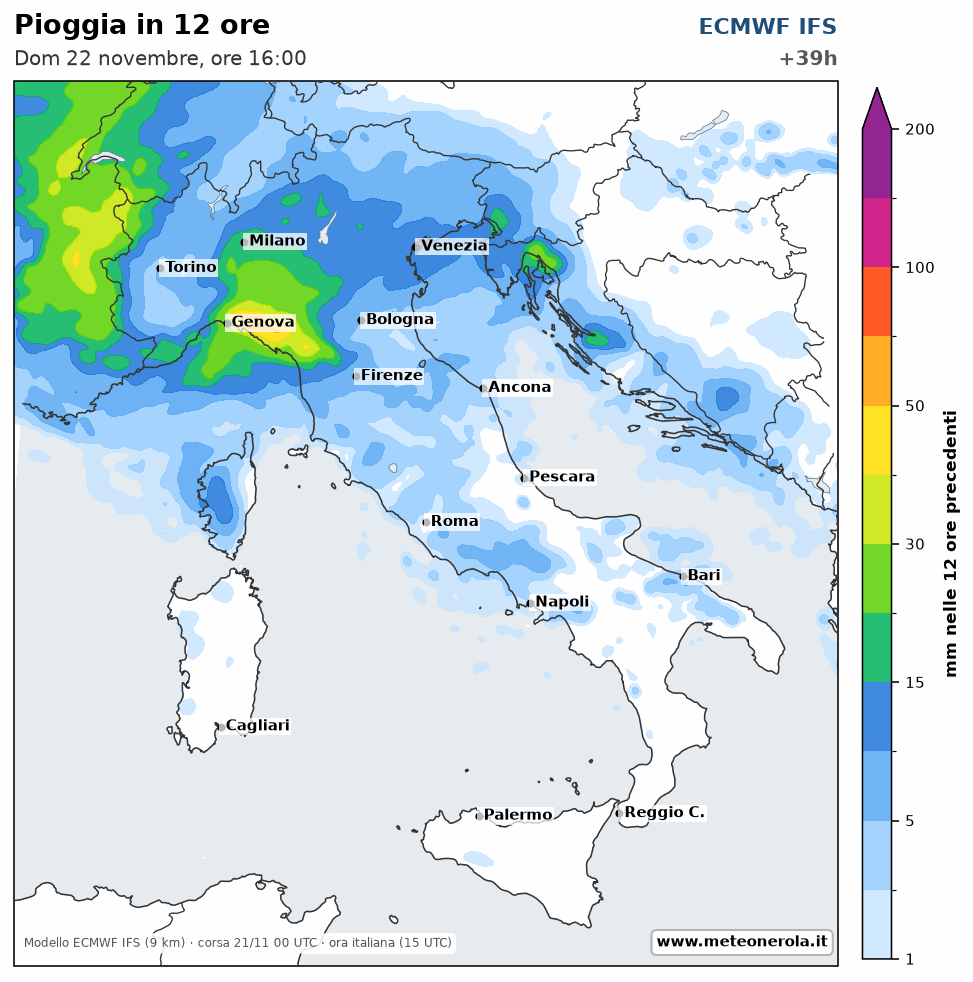 Pioggia in 12 ore
ECMWF IFS
Dom 22 novembre, ore 16:00
+39h
Milano
Venezia
Torino
Genova
Bologna
Firenze
Ancona
Pescara
Roma
Bari
Napoli
Cagliari
Palermo
Reggio C.
Modello ECMWF IFS (9 km) · corsa 21/11 00 UTC · ora italiana (15 UTC)
www.meteonerola.it
200
100
50
30
15
5
1
mm nelle 12 ore precedenti